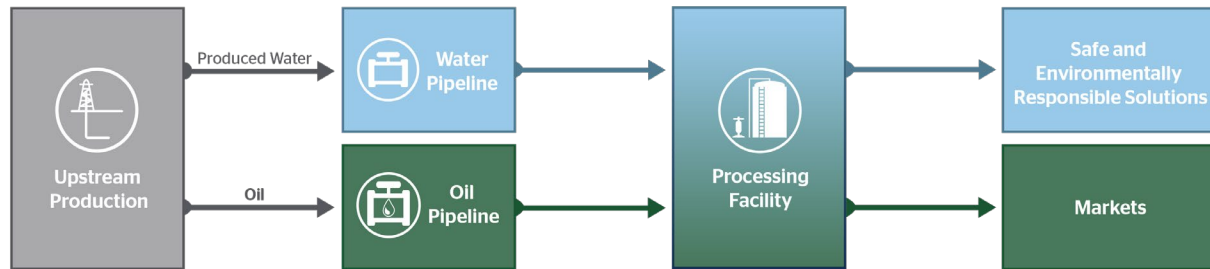 Upstream
Production
Produced Water
Oil
Water
Pipeline
Oil
Pipeline
Processing
Facility
Safe and
Environmentally
Responsible Solutions
Markets